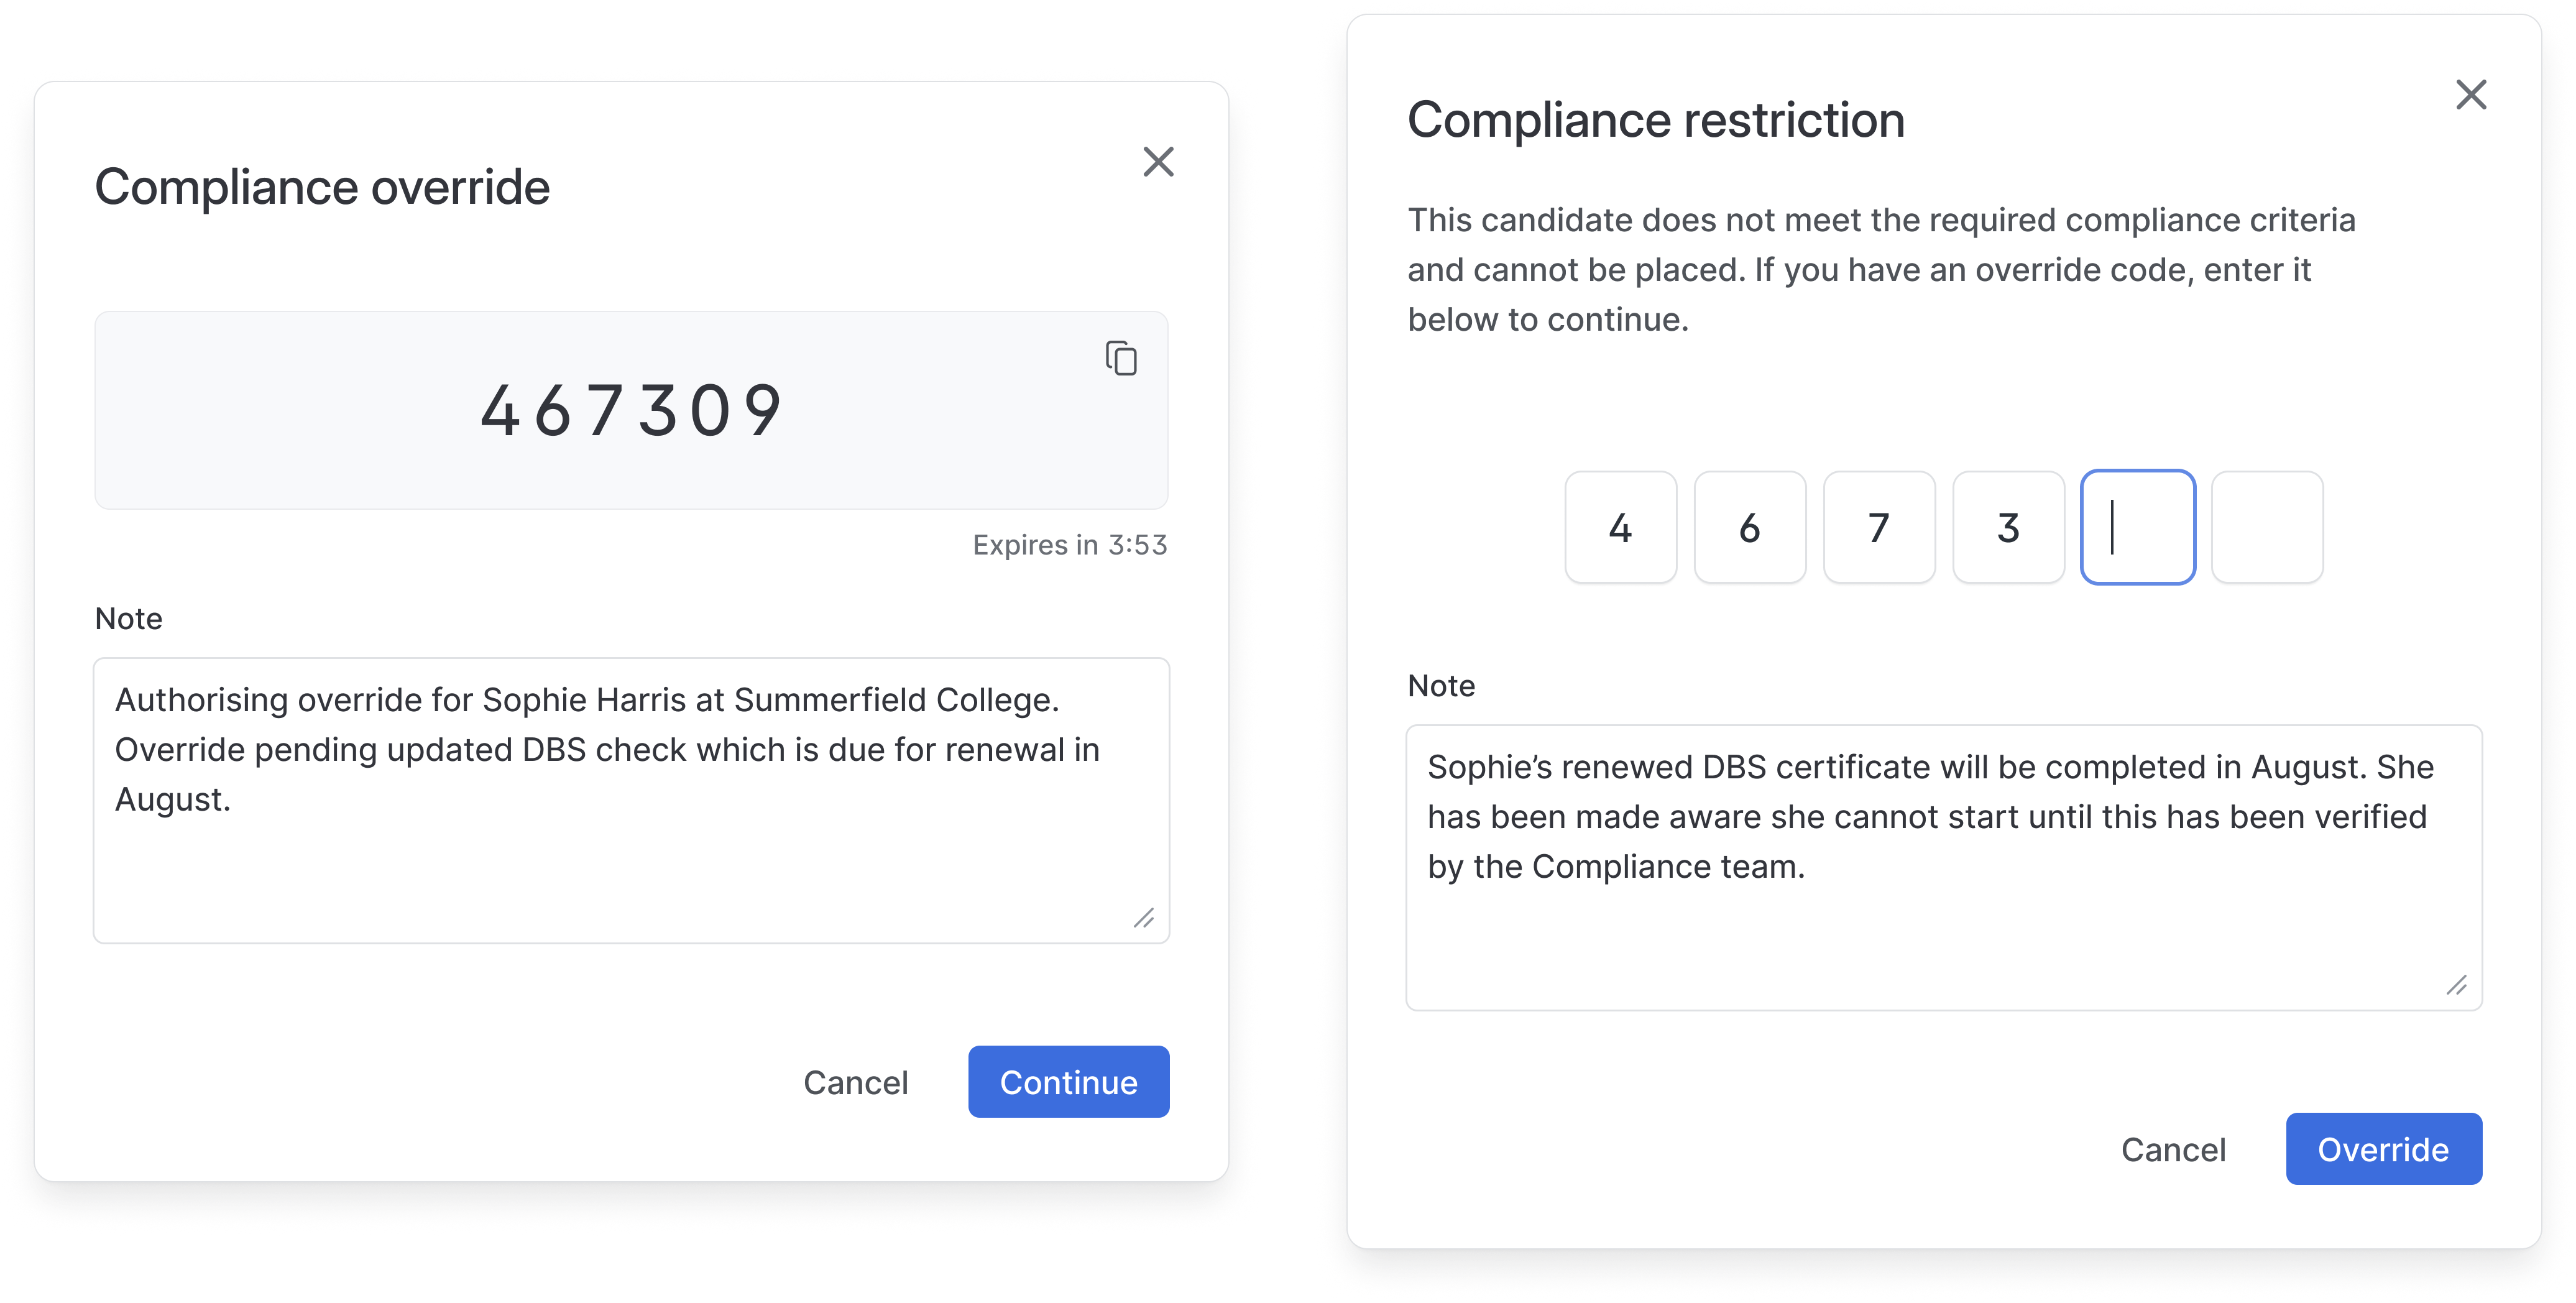 Compliance override
467309
Expires in 3:53
Note
Authorising override for Sophie Harris at Summerfield College.
Override pending updated DBS check which is due for renewal in
August.
Cancel
Continue
Compliance restriction
This candidate does not meet the required compliance criteria
and cannot be placed. If you have an override code, enter it
below to continue.
4 6 7 3
Note
Sophie’s renewed DBS certificate will be completed in August. She
has been made aware she cannot start until this has been verified
by the Compliance team.
Cancel
Override